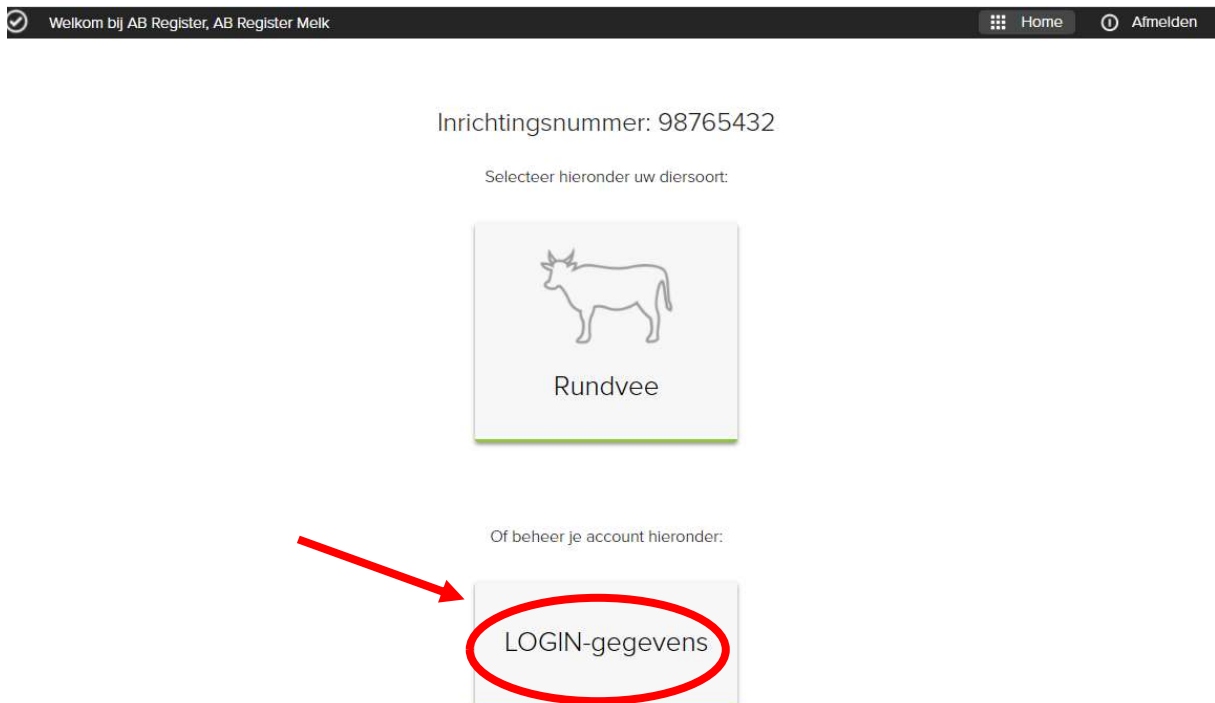 Welkom bij AB Register, AB Register Melk
Home
Afmelden
Inrichtingsnummer: 98765432
Selecteer hieronder uw diersoort:
Rundvee
Of beheer je account hieronder:
LOGIN-gegevens